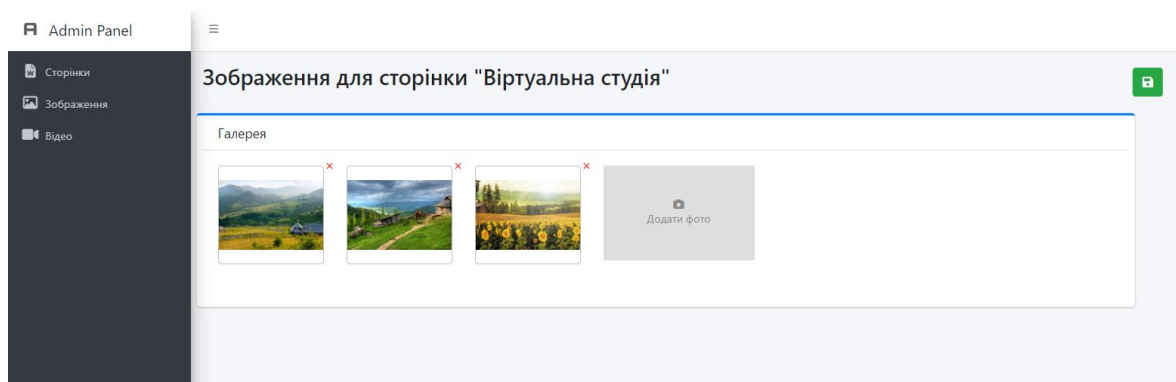 Admin Panel
Сторінки
Зображення
Відео
Зображення для сторінки "Віртуальна студія"
Галерея
Додати фото